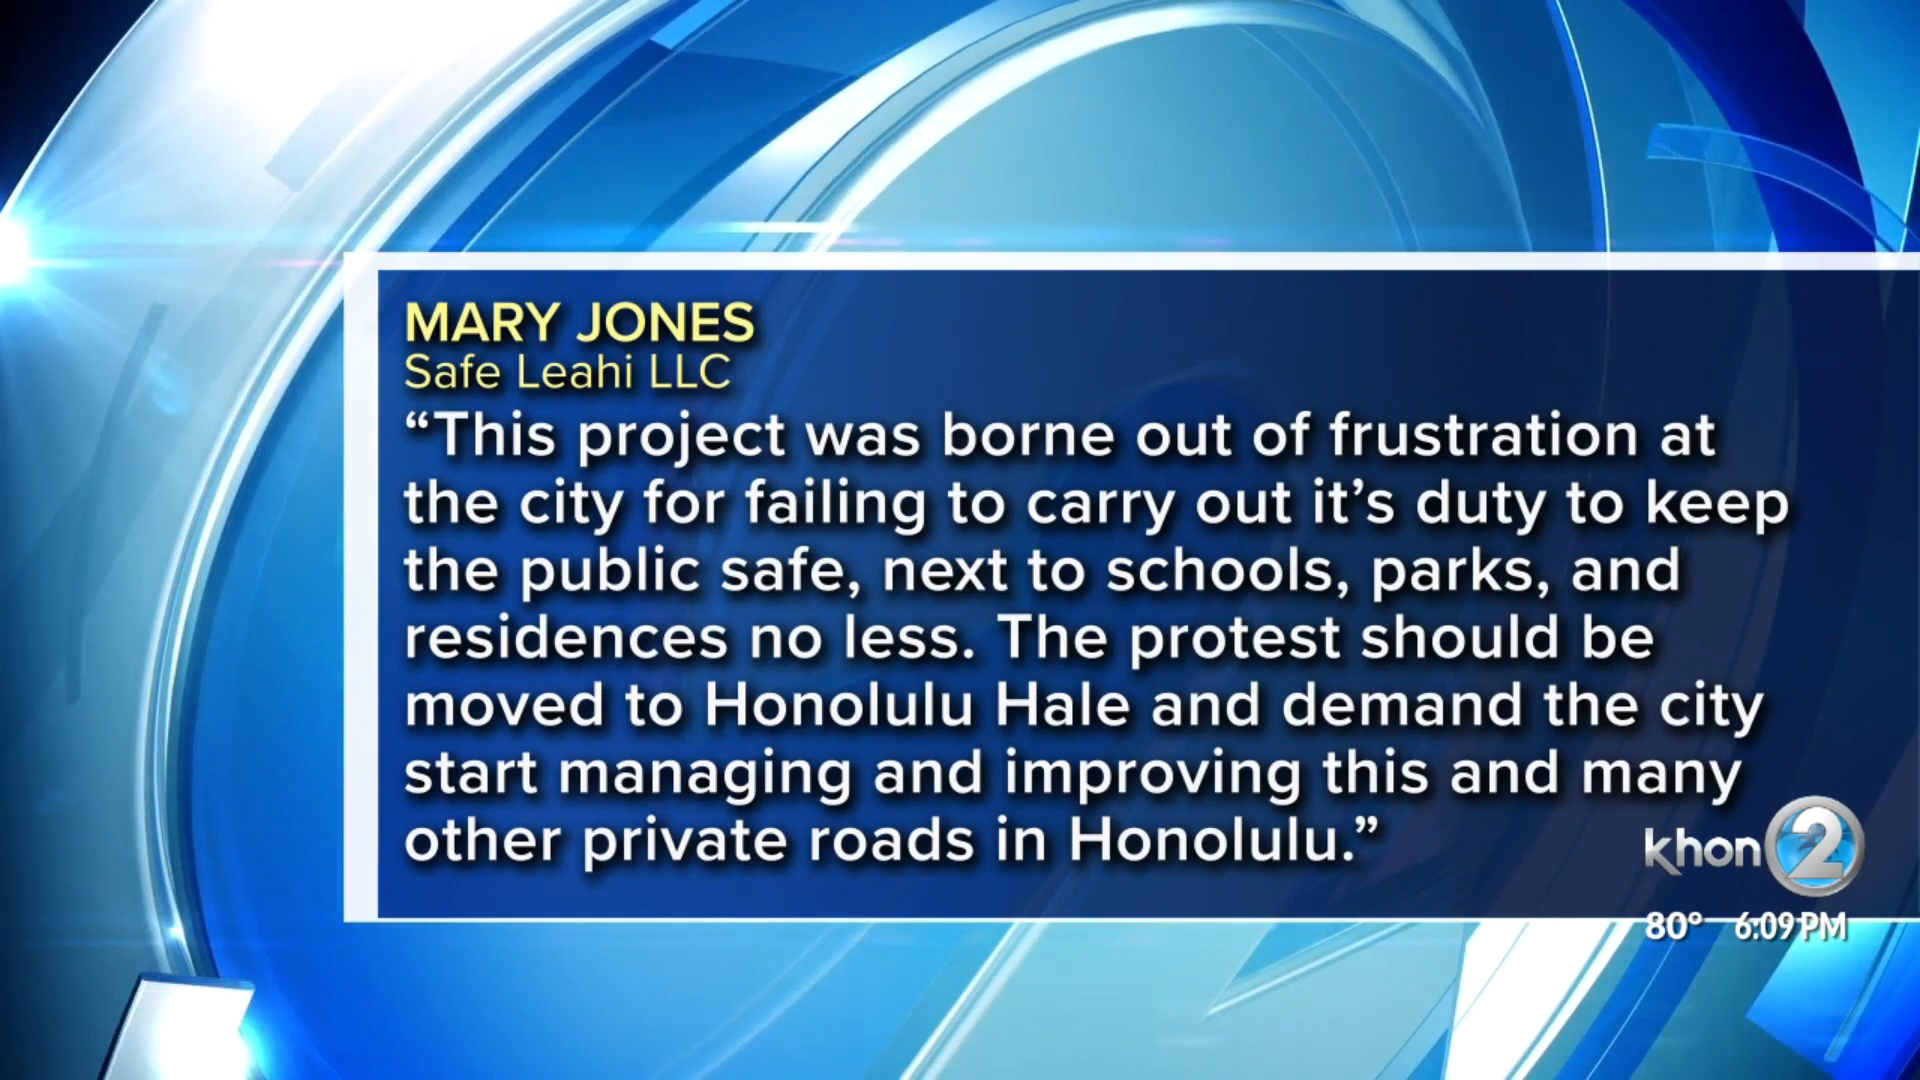 MARY JONES
Safe Leahi LLC
“This project was borne out of frustration at
the city for failing to carry out it’s duty to keep
the public safe, next to schools, parks, and
residences no less. The protest should be
moved to Honolulu Hale and demand the city
start managing and improving this and many
other private roads in Honolulu.”
khon 2
80° 6:09 PM